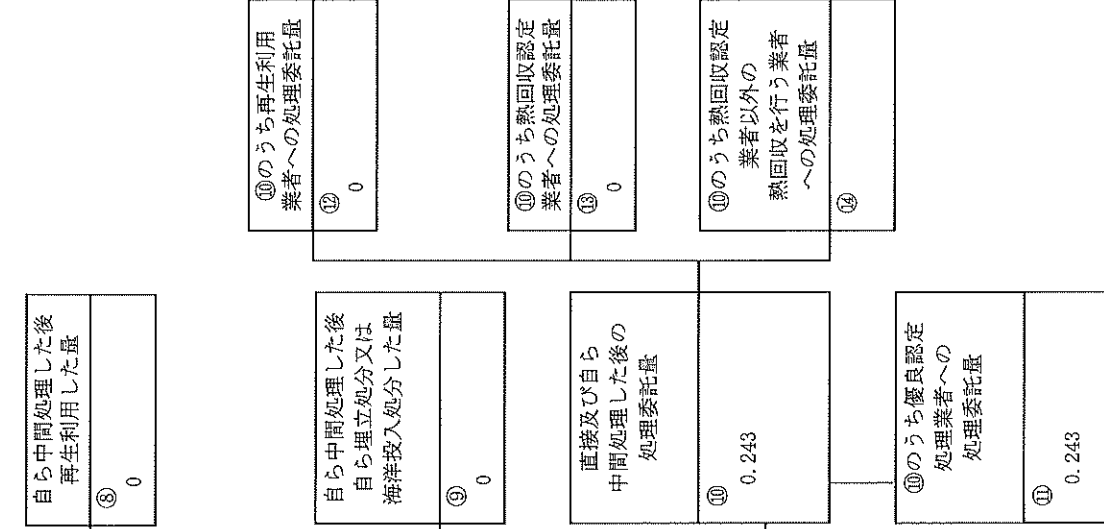 自ら中間処理した後
再生利用した量
⑧
0
自ら中間処理した後
自ら埋立処分又は
海洋投入処分した量
⑨
0
直接及び自ら
中間処理した後の
処理委託量
⑩
0.243
⑩のうち優良認定
処理業者への
処理委託量
⑪
0.243
⑩のうち再生利用
業者への処理委託量
⑫
0
⑩のうち熱回収認定
業者への処理委託量
⑬
0
⑩のうち熱回収認定
業者以外の
熱回収を行う業者
への処理委託量
⑭